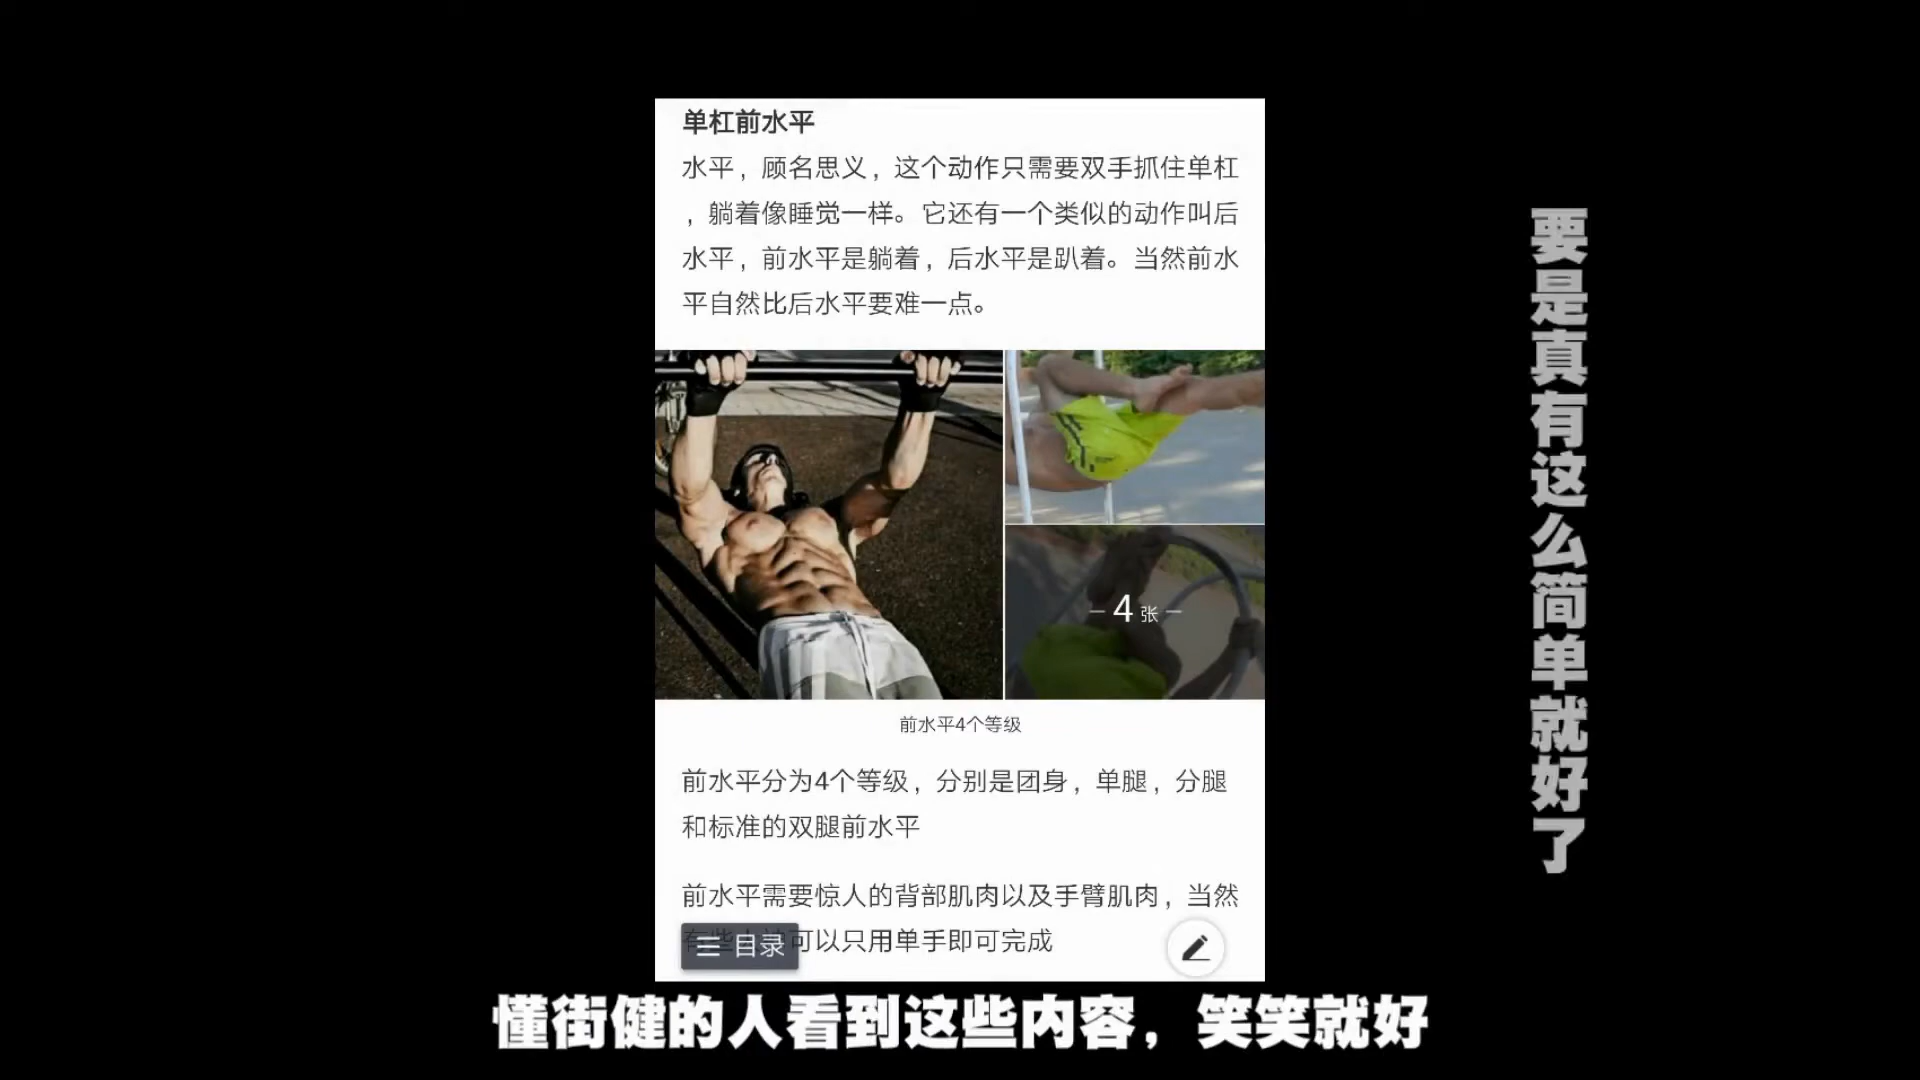 单杠前水平
水平，顾名思义，这个动作只需要双手抓住单杠
，躺着像睡觉一样。它还有一个类似的动作叫后
水平，前水平是躺着，后水平是趴着。当然前水
平自然比后水平要难一点。
4张
前水平4个等级
前水平分为4个等级，分别是团身，单腿，分腿
和标准的双腿前水平
前水平需要惊人的背部肌肉以及手臂肌肉，当然
可以只用单手即可完成
目录
要是真有这么简单就好了
懂街健的人看到这些内容，笑笑就好